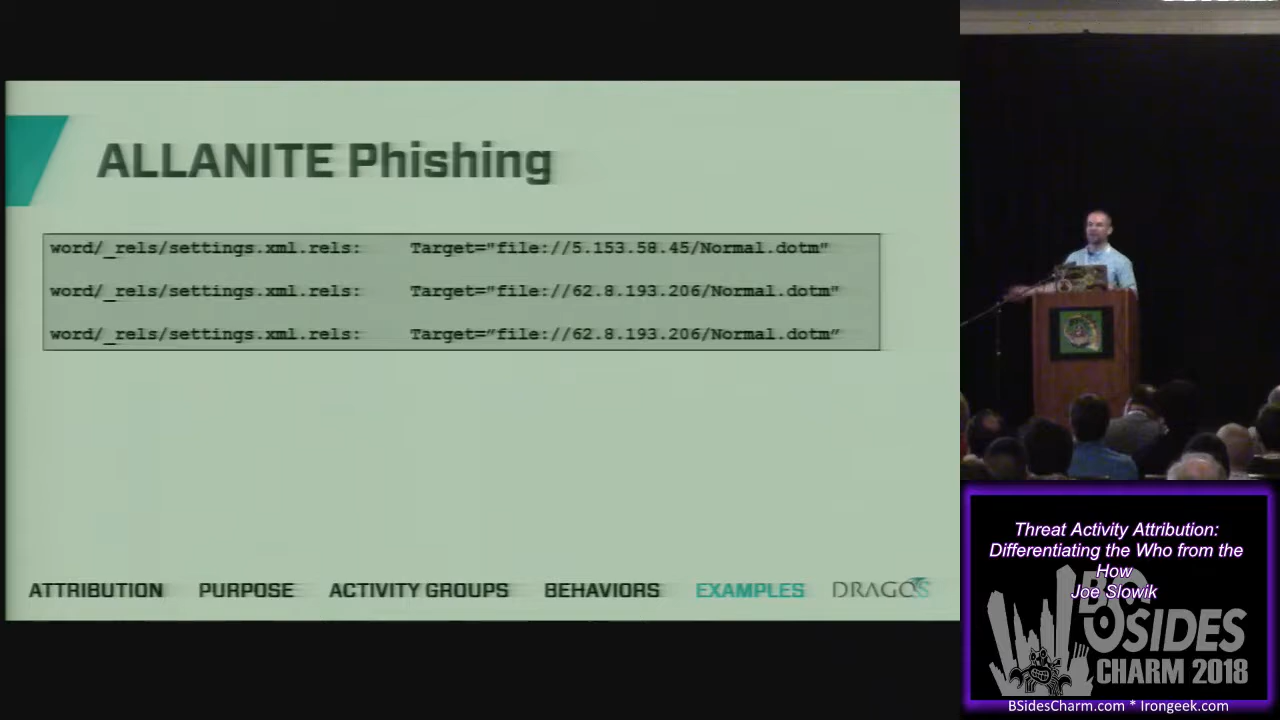 ALLANITE Phishing
word/_rels/settings.xml.rels: Target="file://5.153.58.45/Normal.dotm"
word/_rels/settings.xml.rels: Target="file://62.8.193.206/Normal.dotm"
word/_rels/settings.xml.rels: Target=”file://62.8.193.206/Normal.dotm”
ATTRIBUTION PURPOSE ACTIVITY GROUPS BEHAVIORS EXAMPLES DRAGOS
Threat Activity Attribution:
Differentiating the Who from the
How
Joe Slowik
BSIDES
CHARM 2018
BSidesCharm.com * Irongeek.com